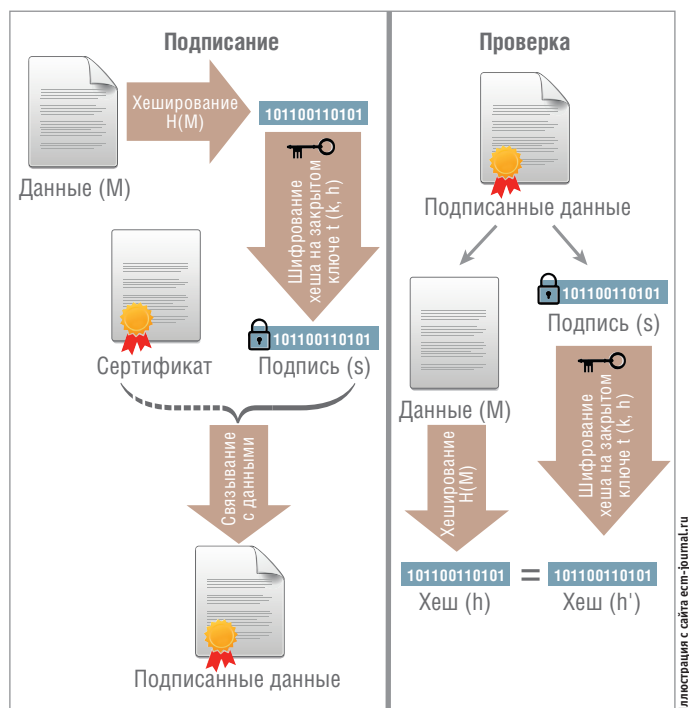 Подписание
Хеширование
H(M)
101100110101
Данные (M)
Шифрование
хеша на закрытом
ключе t (k, h)
101100110101
Сертификат
Подпись (s)
Связывание
с данными
Подписанные данные
Проверка
Подписанные данные
101100110101
Подпись (s)
Данные (M)
Хеширование
H(M)
Шифрование
хеша на закрытом
ключе t (k, h)
101100110101
=
101100110101
Хеш (h)
Хеш (h')
ллюстрация с сайта ecm-journal.ru